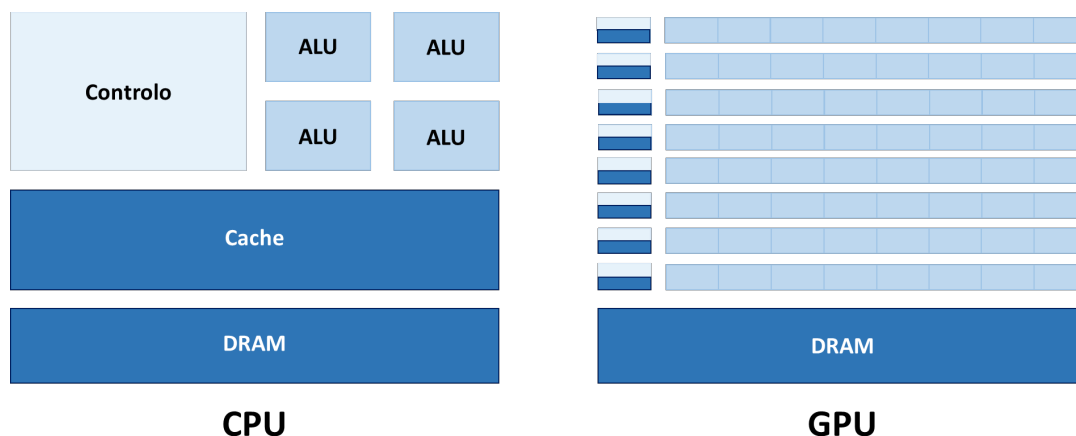 Controlo
ALU
ALU
ALU
ALU
Cache
DRAM
CPU
DRAM
GPU